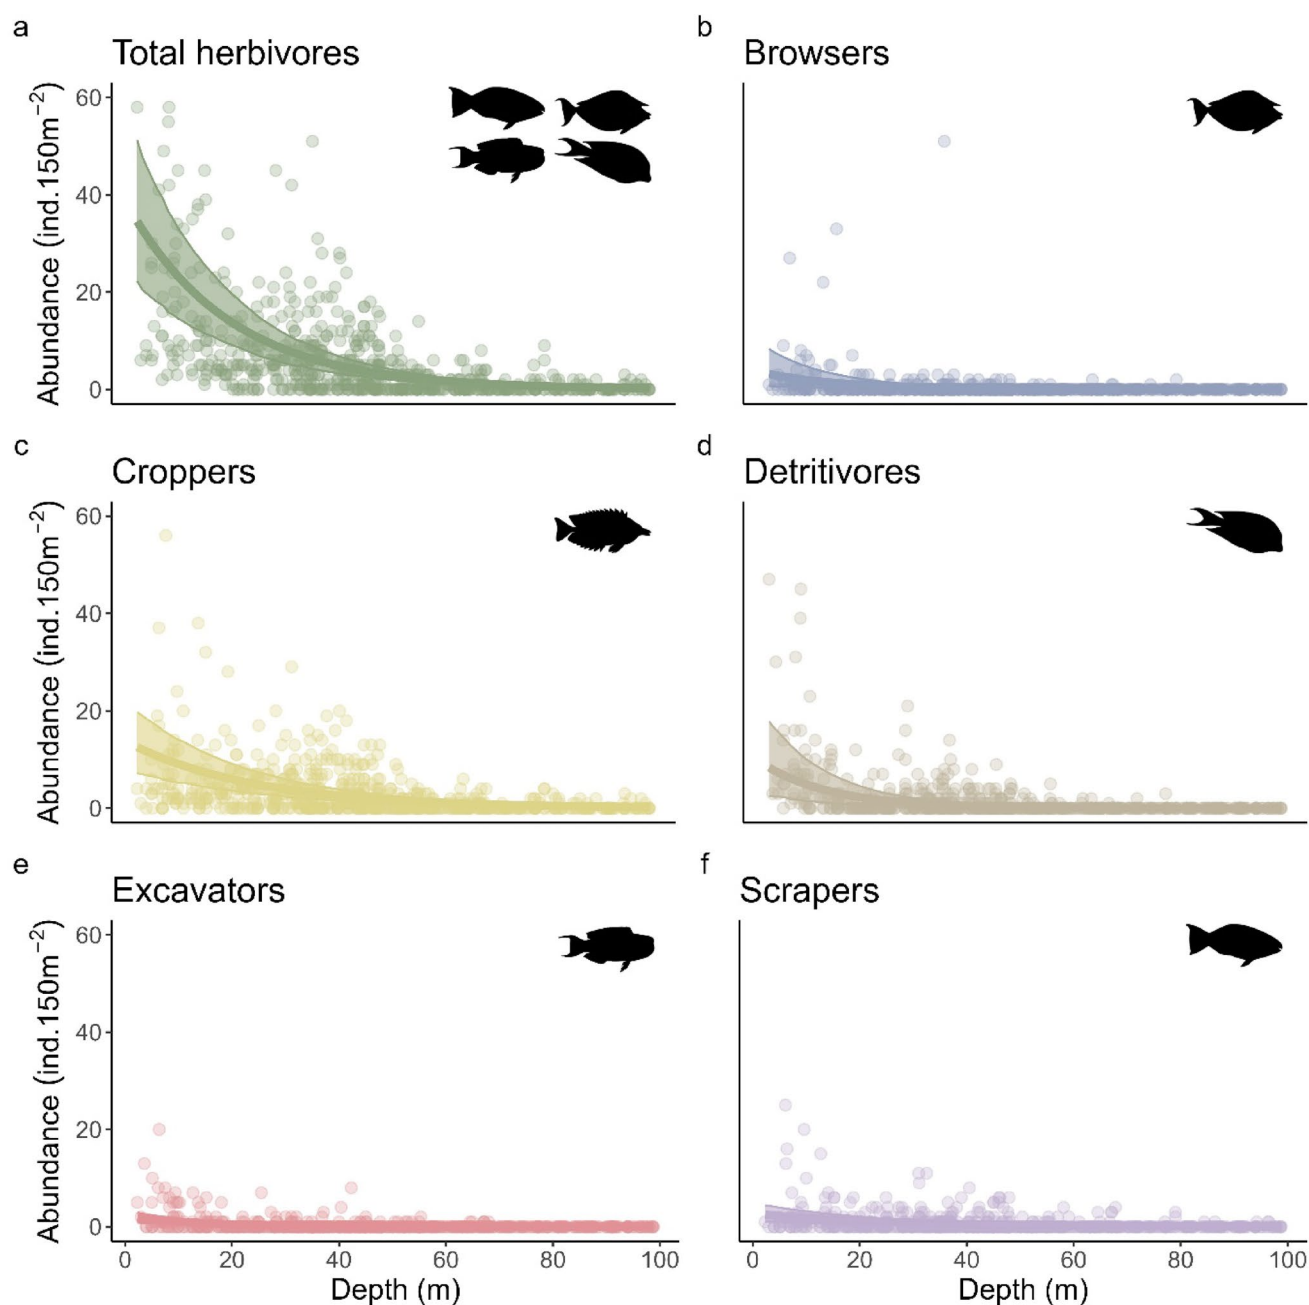 a
b
Total herbivores
Browsers
Abundance (ind.150m⁻²)
60
40
20
0
c
d
Croppers
Detritivores
Abundance (ind.150m⁻²)
60
40
20
0
e
f
Excavators
Scrapers
Abundance (ind.150m⁻²)
60
40
20
0
0 20 40 60 80 100
0 20 40 60 80 100
Depth (m)
Depth (m)